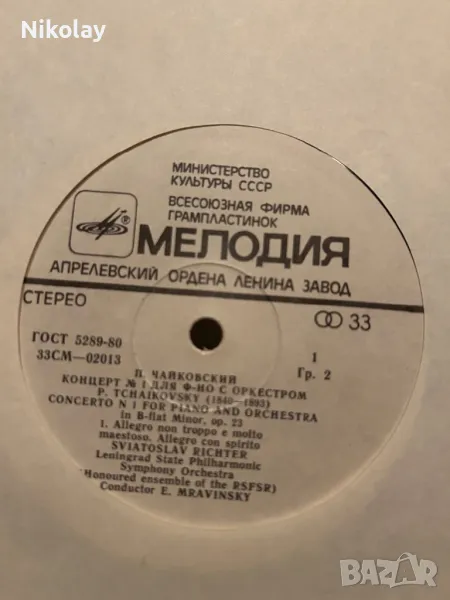 Nikolay
МИНИСТЕРСТВО
КУЛЬТУРЫ СССР
ВСЕСОЮЗНАЯ ФИРМА
ГРАМПЛАСТИНОК
МЕЛОДИЯ
АПРЕЛЕВСКИЙ ОРДЕНА ЛЕНИНА ЗАВОД
СТЕРЕО 33
ГОСТ 5289-80 1
33СМ—02013 Гр. 2
П. ЧАЙКОВСКИЙ
КОНЦЕРТ № 1 ДЛЯ Ф-НО С ОРКЕСТРОМ
P. TCHAIKOVSKY (1840—1893)
CONCERTO N 1 FOR PIANO AND ORCHESTRA
in B-flat Minor, op. 23
1. Allegro non troppo e molto
maestoso. Allegro con spirito
SVIATOSLAV RICHTER
Leningrad State Philharmonic
Symphony Orchestra
(Honoured ensemble of the RSFSR)
Conductor E. MRAVINSKY
BAZAR